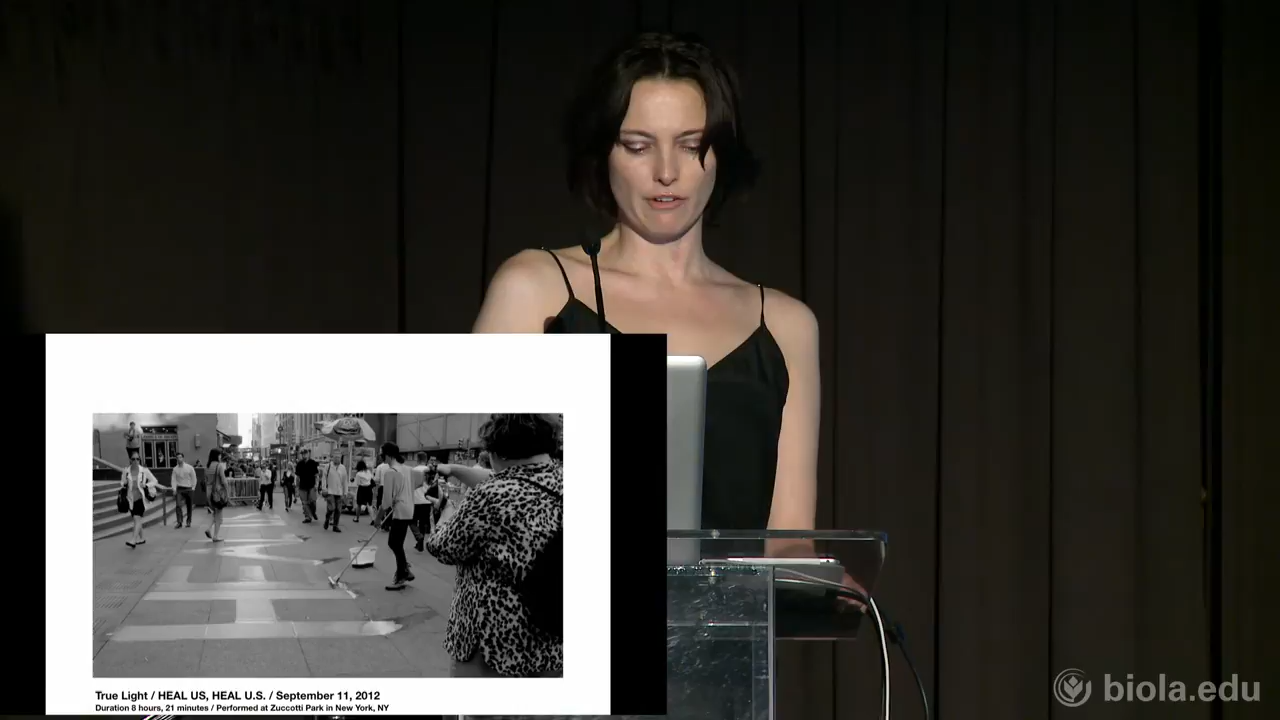 HEAL
True Light / HEAL US, HEAL U.S. / September 11, 2012
Duration 8 hours, 21 minutes / Performed at Zuccotti Park in New York, NY
biola.edu